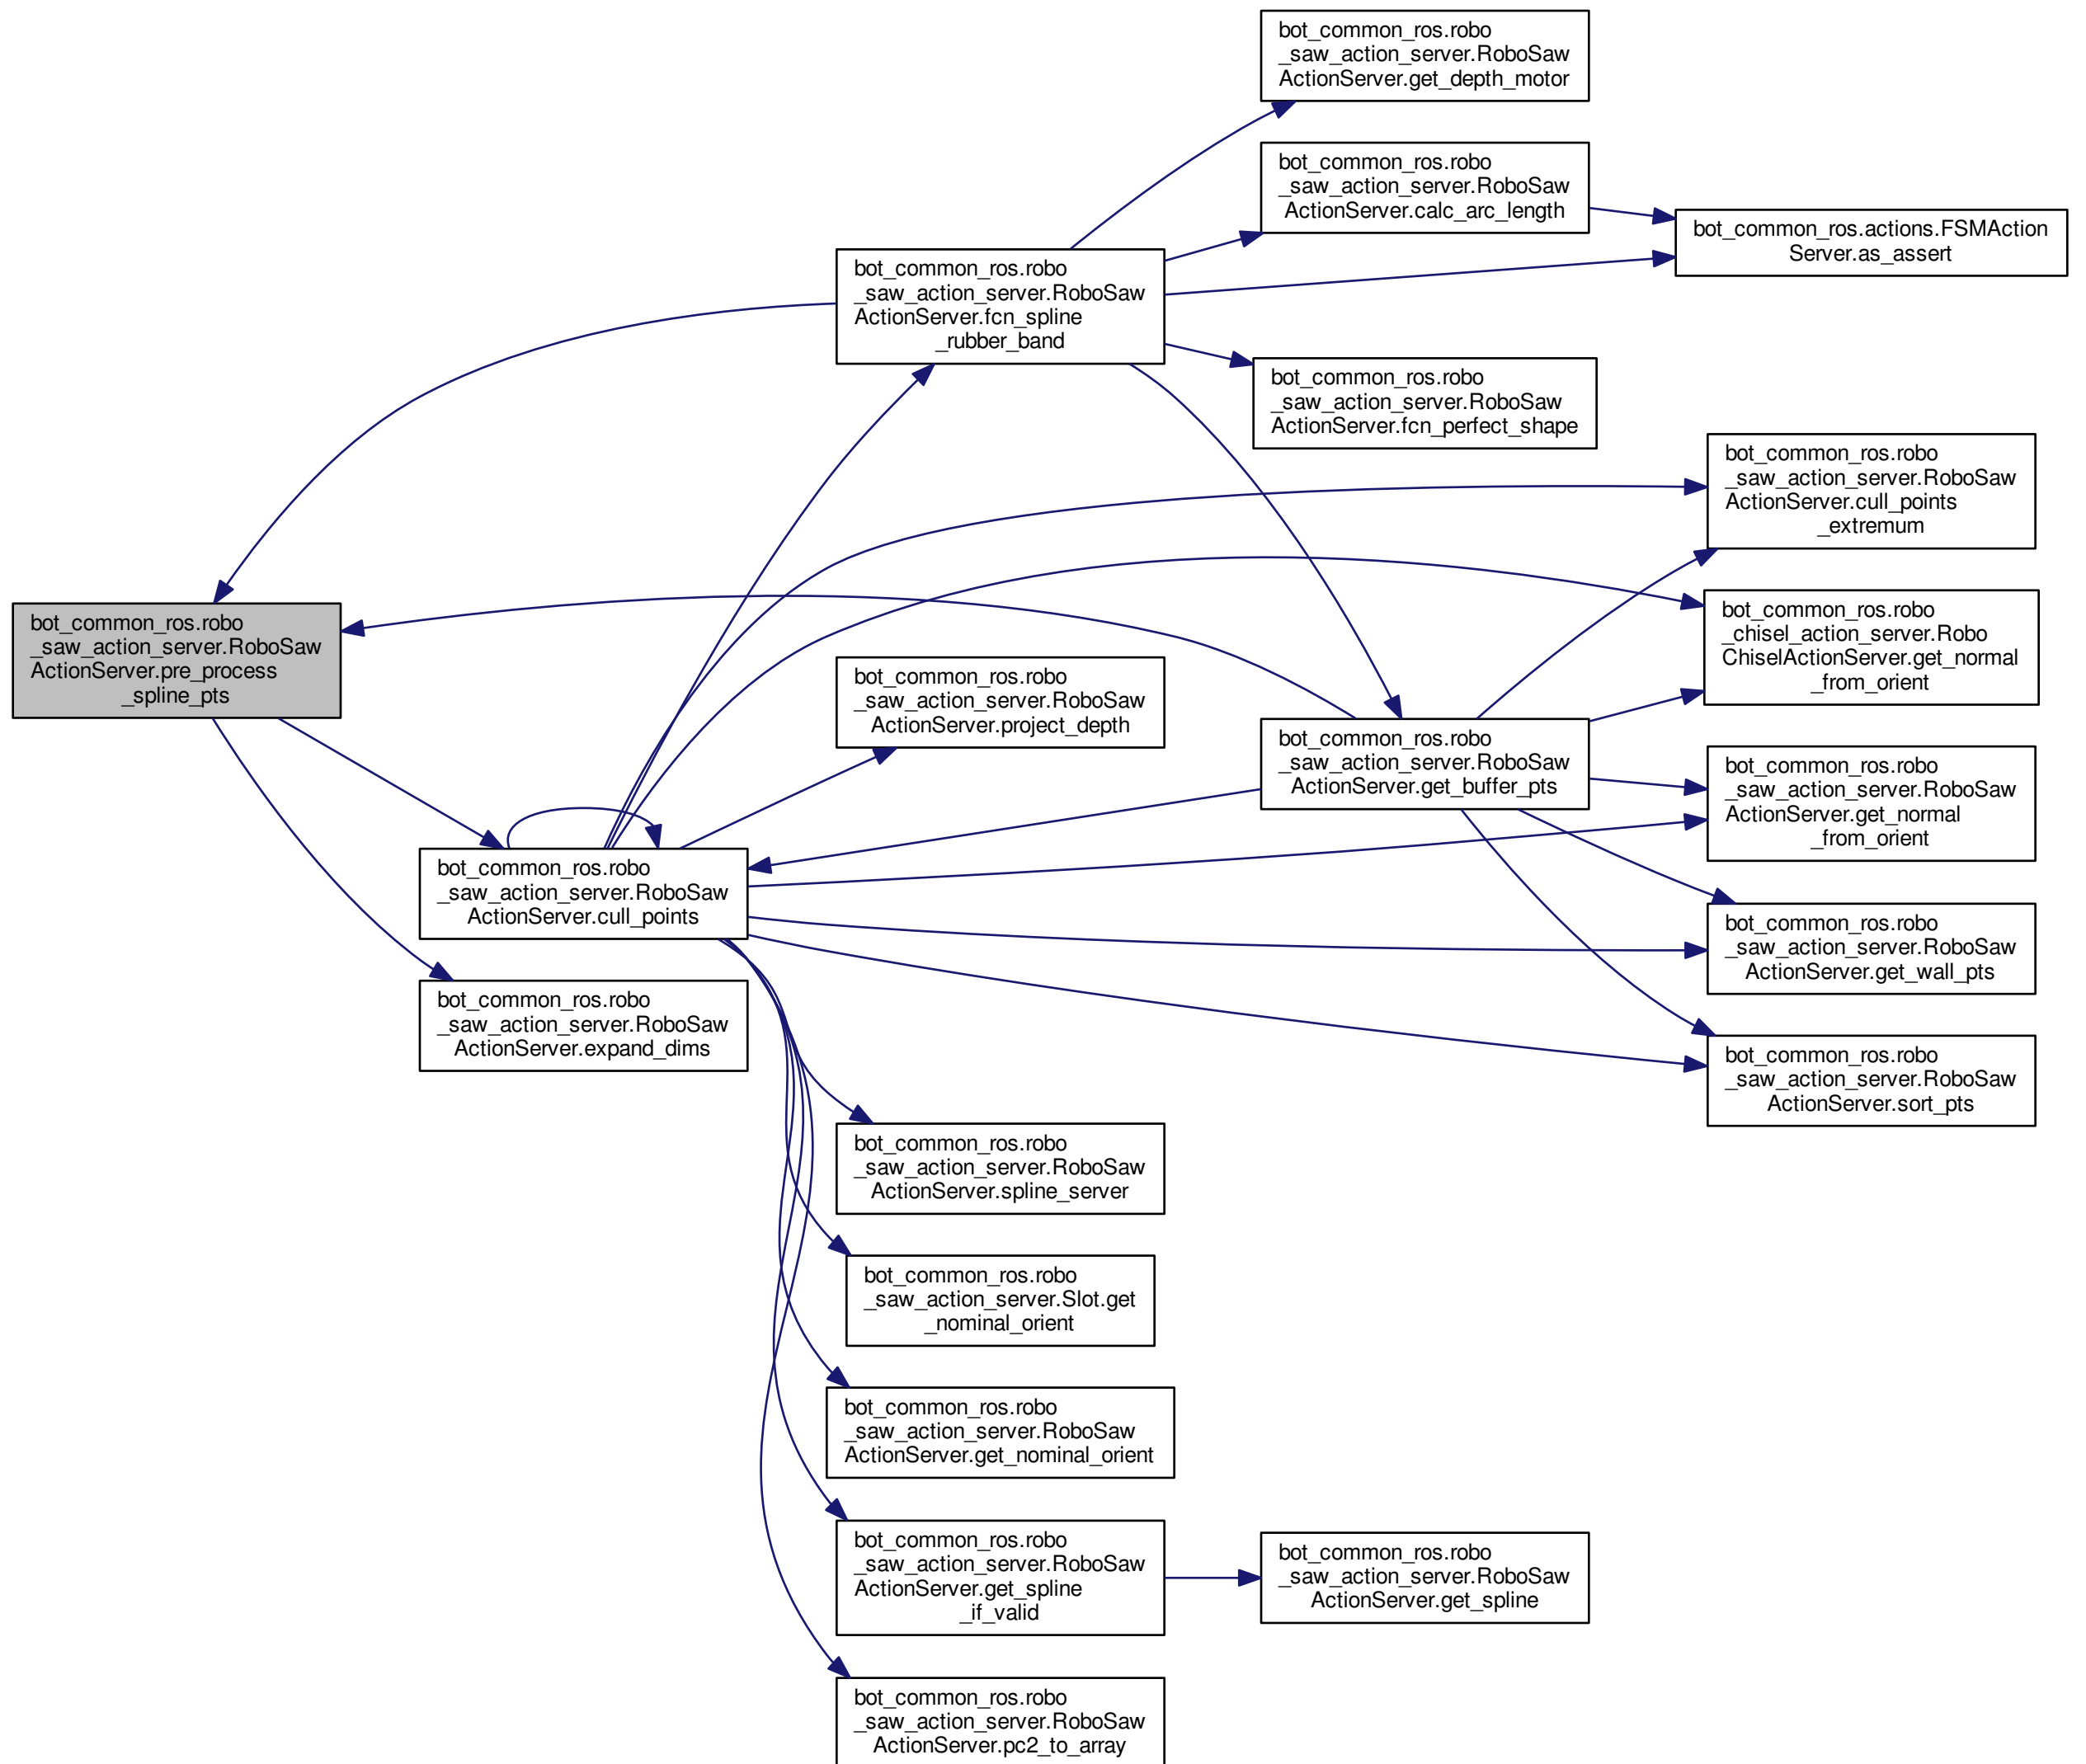 bot_common_ros.robo
_saw_action_server.RoboSaw
ActionServer.get_depth_motor
bot_common_ros.robo
_saw_action_server.RoboSaw
ActionServer.calc_arc_length
bot_common_ros.actions.FSMAction
Server.as_assert
bot_common_ros.robo
_saw_action_server.RoboSaw
ActionServer.fcn_spline
_rubber_band
bot_common_ros.robo
_saw_action_server.RoboSaw
ActionServer.fcn_perfect_shape
bot_common_ros.robo
_saw_action_server.RoboSaw
ActionServer.cull_points
_extremum
bot_common_ros.robo
_chisel_action_server.Robo
ChiselActionServer.get_normal
_from_orient
bot_common_ros.robo
_saw_action_server.RoboSaw
ActionServer.pre_process
_spline_pts
bot_common_ros.robo
_saw_action_server.RoboSaw
ActionServer.project_depth
bot_common_ros.robo
_saw_action_server.RoboSaw
ActionServer.get_buffer_pts
bot_common_ros.robo
_saw_action_server.RoboSaw
ActionServer.get_normal
_from_orient
bot_common_ros.robo
_saw_action_server.RoboSaw
ActionServer.cull_points
bot_common_ros.robo
_saw_action_server.RoboSaw
ActionServer.get_wall_pts
bot_common_ros.robo
_saw_action_server.RoboSaw
ActionServer.expand_dims
bot_common_ros.robo
_saw_action_server.RoboSaw
ActionServer.sort_pts
bot_common_ros.robo
_saw_action_server.RoboSaw
ActionServer.spline_server
bot_common_ros.robo
_saw_action_server.Slot.get
_nominal_orient
bot_common_ros.robo
_saw_action_server.RoboSaw
ActionServer.get_nominal_orient
bot_common_ros.robo
_saw_action_server.RoboSaw
ActionServer.get_spline
_if_valid
bot_common_ros.robo
_saw_action_server.RoboSaw
ActionServer.get_spline
bot_common_ros.robo
_saw_action_server.RoboSaw
ActionServer.pc2_to_array